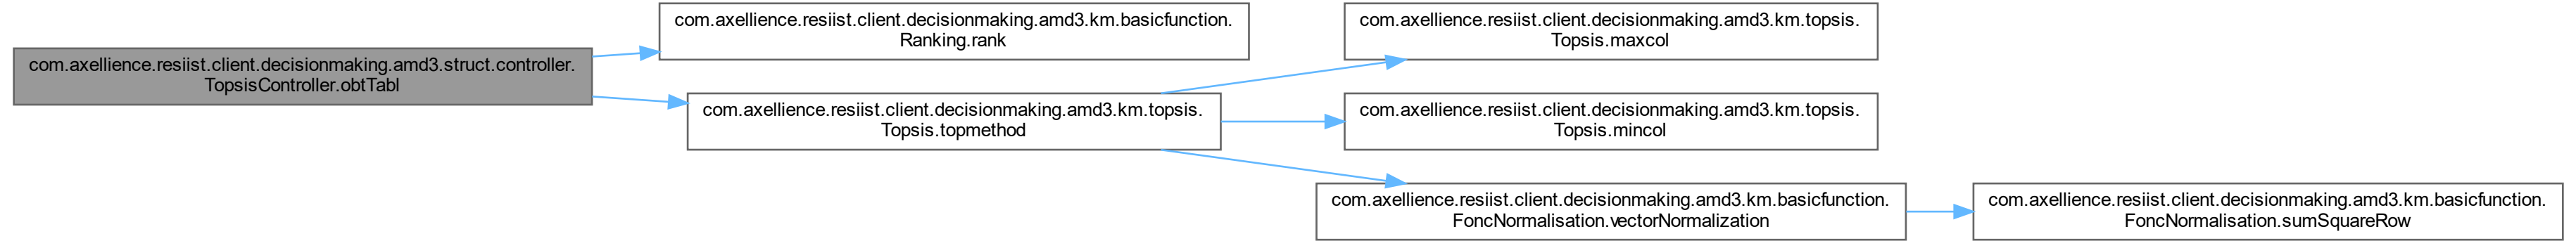 com.axellience.resiist.client.decisionmaking.amd3.struct.controller.
TopsisController.obtTabl
com.axellience.resiist.client.decisionmaking.amd3.km.basicfunction.
Ranking.rank
com.axellience.resiist.client.decisionmaking.amd3.km.topsis.
Topsis.topmethod
com.axellience.resiist.client.decisionmaking.amd3.km.topsis.
Topsis.maxcol
com.axellience.resiist.client.decisionmaking.amd3.km.topsis.
Topsis.mincol
com.axellience.resiist.client.decisionmaking.amd3.km.basicfunction.
FoncNormalisation.vectorNormalization
com.axellience.resiist.client.decisionmaking.amd3.km.basicfunction.
FoncNormalisation.sumSquareRow